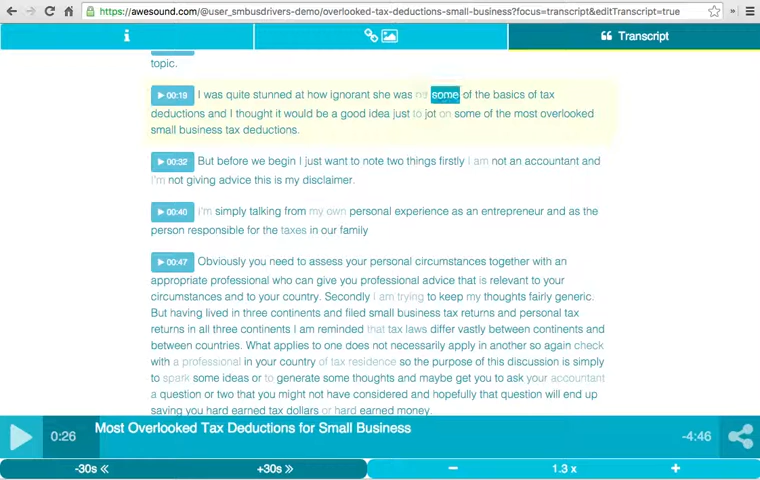 https://awesound.com/@user_smbusdrivers-demo/overlooked-tax-deductions-small-business?focus=transcript&editTranscript=true
Transcript
topic.
00:19 I was quite stunned at how ignorant she was some of the basics of tax
deductions and I thought it would be a good idea just to jot on some of the most overlooked
small business tax deductions.
00:32 But before we begin I just want to note two things firstly I am not an accountant and
I'm not giving advice this is my disclaimer.
00:40 I'm simply talking from my own personal experience as an entrepreneur and as the
person responsible for the taxes in our family
00:47 Obviously you need to assess your personal circumstances together with an
appropriate professional who can give you professional advice that is relevant to your
circumstances and to your country. Secondly I am trying to keep my thoughts fairly generic.
But having lived in three continents and filed small business tax returns and personal tax
returns in all three continents I am reminded that tax laws differ vastly between continents and
between countries. What applies to one does not necessarily apply in another so again check
with a professional in your country of tax residence so the purpose of this discussion is simply
to spark some ideas or to generate some thoughts and maybe get you to ask your accountant
a question or two that you might not have considered and hopefully that question will end up
saving you hard earned tax dollars or hard earned money.
0:26 Most Overlooked Tax Deductions for Small Business -4:46
-30s +30s 1.3 x